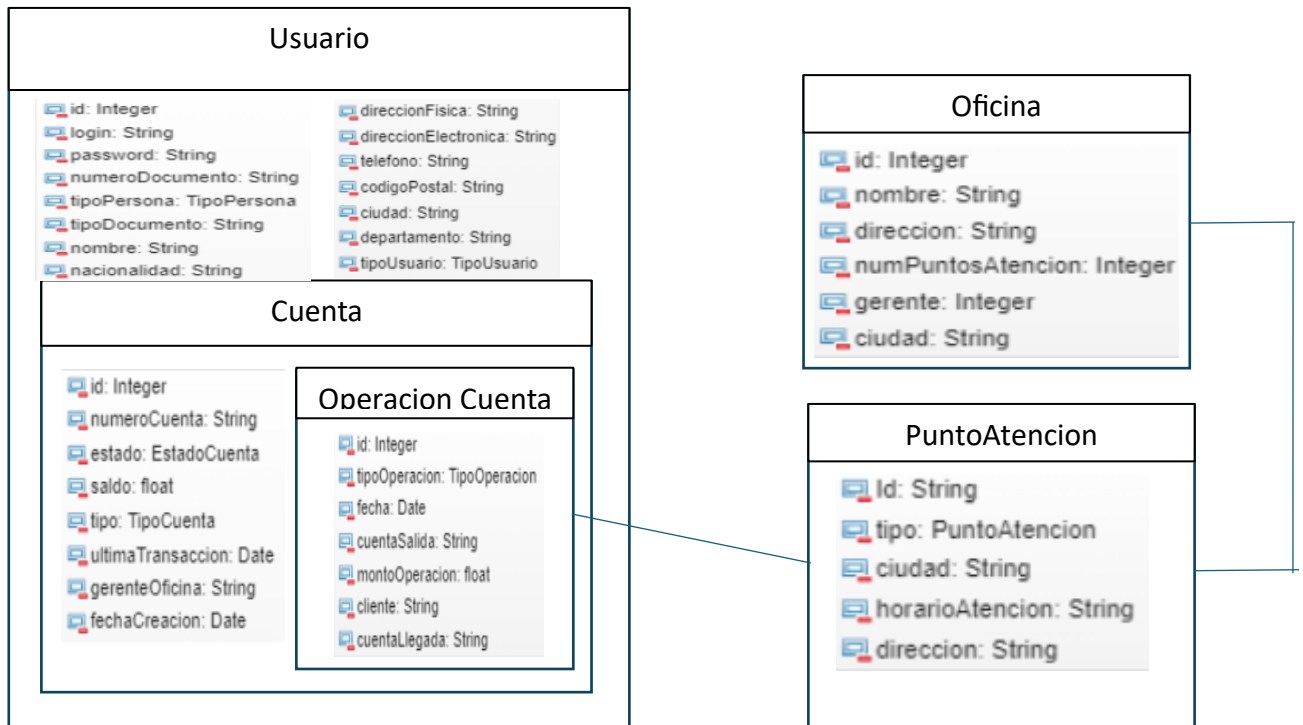 Usuario
id: Integer
login: String
password: String
numeroDocumento: String
tipoPersona: TipoPersona
tipoDocumento: String
nombre: String
nacionalidad: String
direccionFisica: String
direccionElectronica: String
telefono: String
codigoPostal: String
ciudad: String
departamento: String
tipoUsuario: TipoUsuario
Cuenta
id: Integer
numeroCuenta: String
estado: EstadoCuenta
saldo: float
tipo: TipoCuenta
ultimaTransaccion: Date
gerenteOficina: String
fechaCreacion: Date
Operacion Cuenta
id: Integer
tipoOperacion: TipoOperacion
fecha: Date
cuentaSalida: String
montoOperacion: float
cliente: String
cuentaLlegada: String
Oficina
id: Integer
nombre: String
direccion: String
numPuntosAtencion: Integer
gerente: Integer
ciudad: String
PuntoAtencion
Id: String
tipo: PuntoAtencion
ciudad: String
horarioAtencion: String
direccion: String